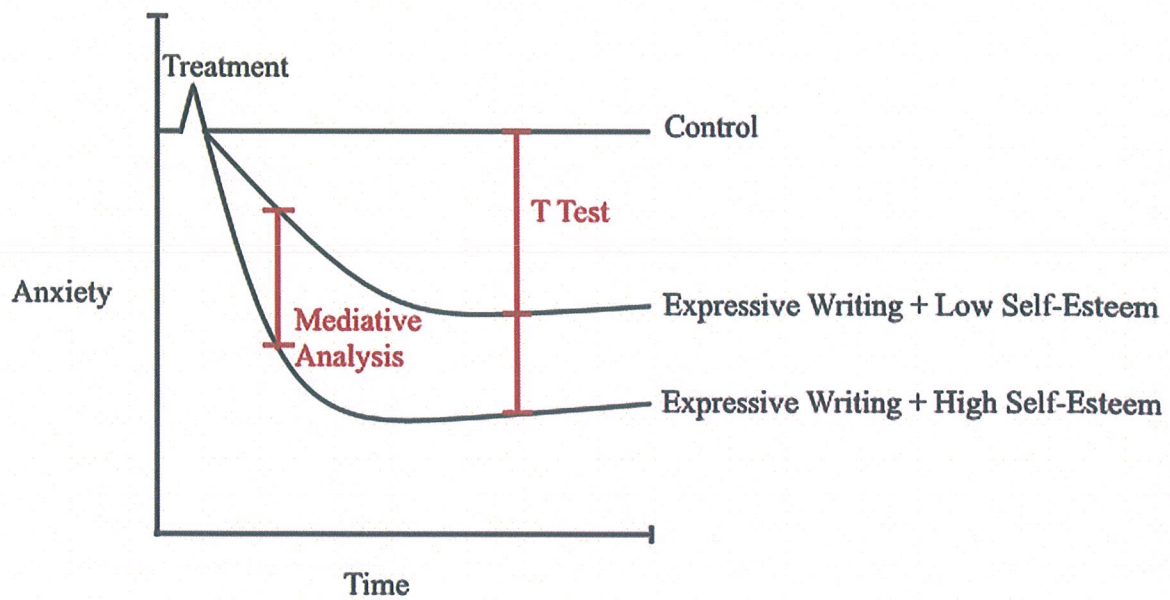 Treatment
Control
T Test
Anxiety
Expressive Writing + Low Self-Esteem
Mediative
Analysis
Expressive Writing + High Self-Esteem
Time